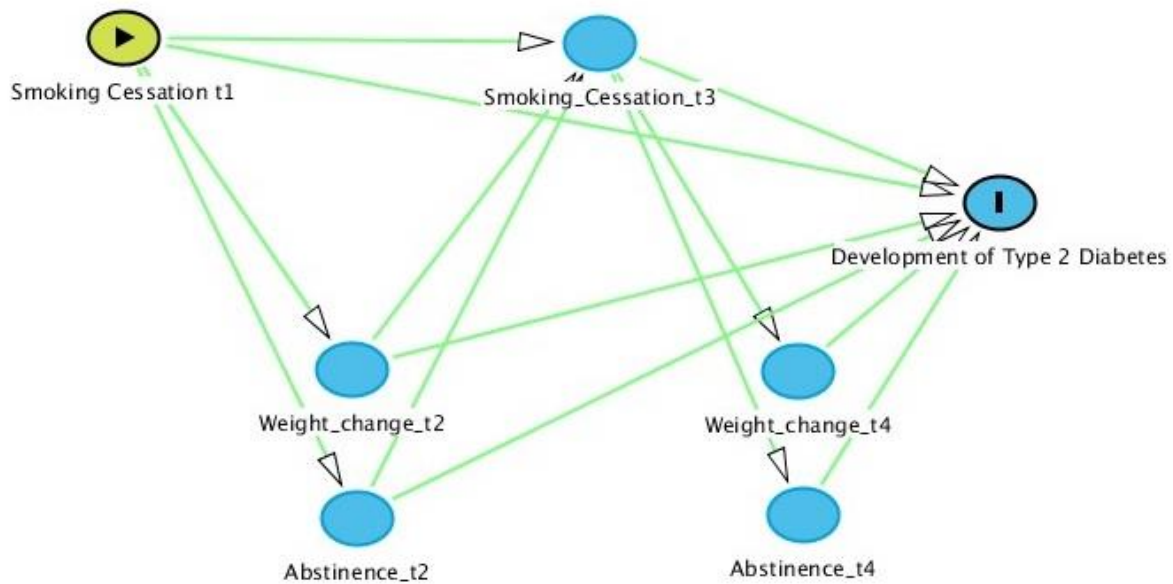 Smoking Cessation t1
Smoking_Cessation_t3
Development of Type 2 Diabetes
Weight_change_t2
Weight_change_t4
Abstinence_t2
Abstinence_t4